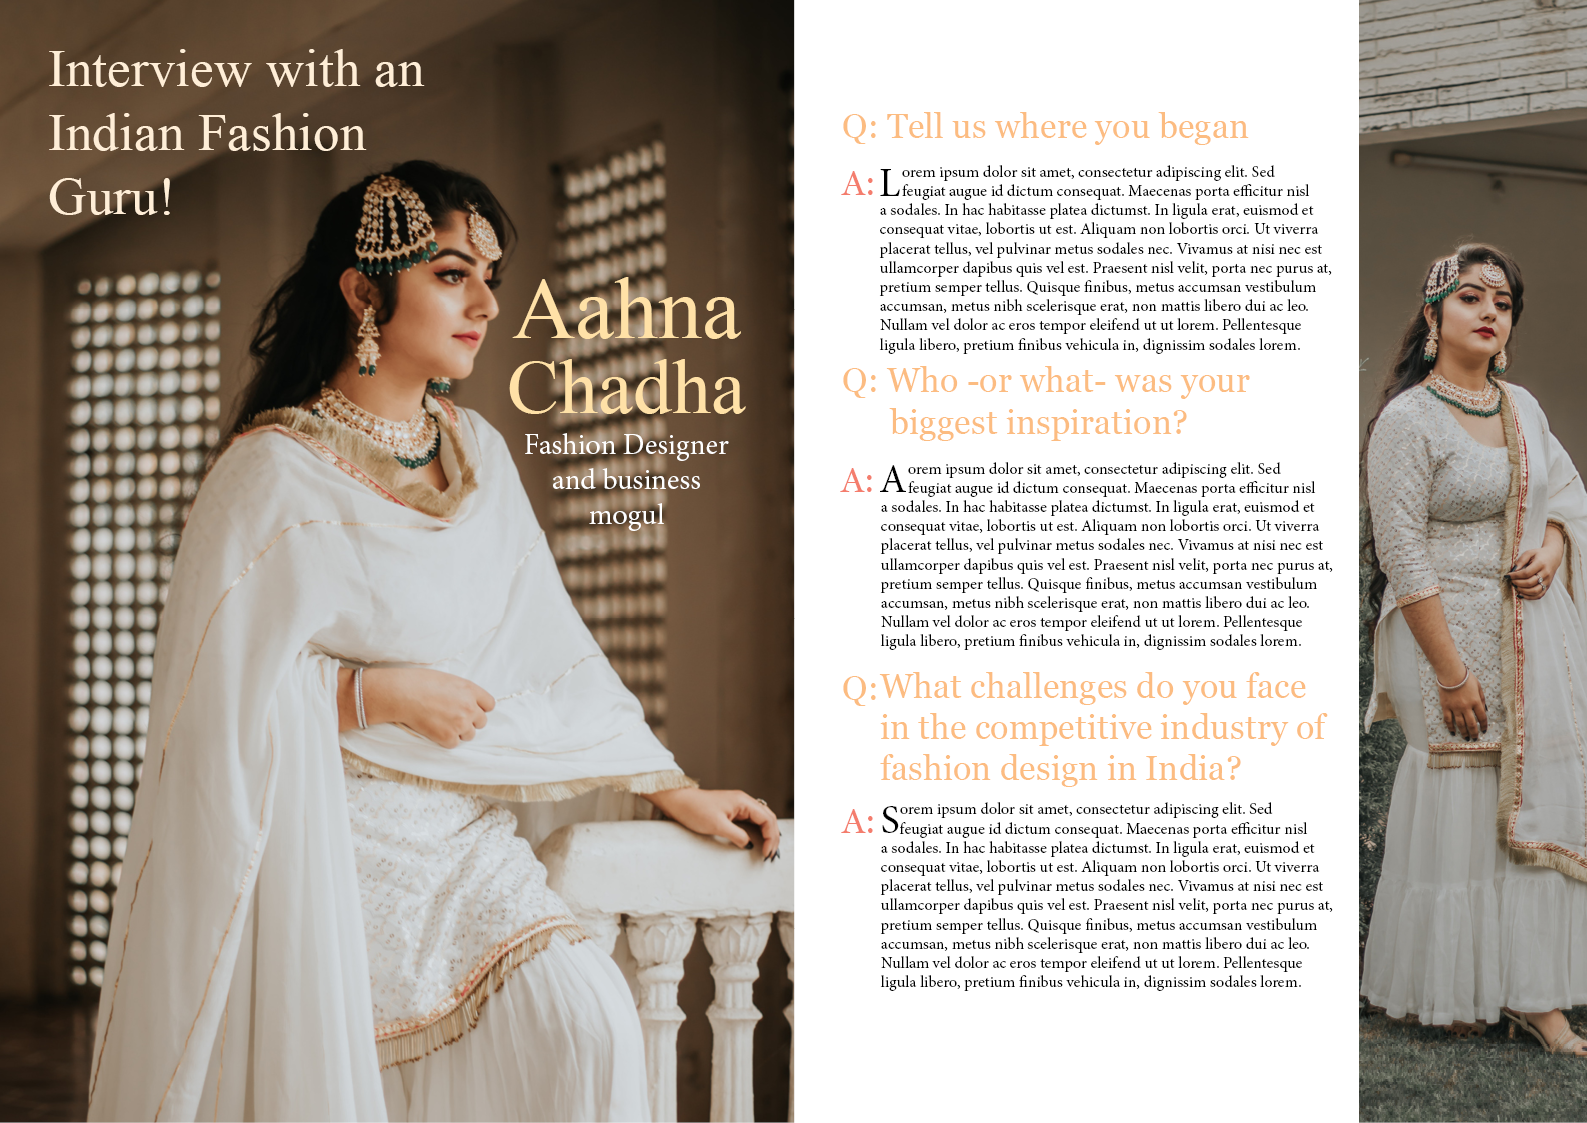 Interview with an
Indian Fashion
Guru!
Aahna
Chadha
Fashion Designer
and business
mogul
Q: Tell us where you began
A: Lorem ipsum dolor sit amet, consectetur adipiscing elit. Sed
feugiat augue id dictum consequat. Maecenas porta efficitur nisl
a sodales. In hac habitasse platea dictumst. In ligula erat, euismod et
consequat vitae, lobortis ut est. Aliquam non lobortis orci. Ut viverra
placerat tellus, vel pulvinar metus sodales nec. Vivamus at nisi nec est
ullamcorper dapibus quis vel est. Praesent nisl velit, porta nec purus at,
pretium semper tellus. Quisque finibus, metus accumsan vestibulum
accumsan, metus nibh scelerisque erat, non mattis libero dui ac leo.
Nullam vel dolor ac eros tempor eleifend ut ut lorem. Pellentesque
ligula libero, pretium finibus vehicula in, dignissim sodales lorem.
Q: Who -or what- was your
biggest inspiration?
A: Aorem ipsum dolor sit amet, consectetur adipiscing elit. Sed
feugiat augue id dictum consequat. Maecenas porta efficitur nisl
a sodales. In hac habitasse platea dictumst. In ligula erat, euismod et
consequat vitae, lobortis ut est. Aliquam non lobortis orci. Ut viverra
placerat tellus, vel pulvinar metus sodales nec. Vivamus at nisi nec est
ullamcorper dapibus quis vel est. Praesent nisl velit, porta nec purus at,
pretium semper tellus. Quisque finibus, metus accumsan vestibulum
accumsan, metus nibh scelerisque erat, non mattis libero dui ac leo.
Nullam vel dolor ac eros tempor eleifend ut ut lorem. Pellentesque
ligula libero, pretium finibus vehicula in, dignissim sodales lorem.
Q: What challenges do you face
in the competitive industry of
fashion design in India?
A: Sorem ipsum dolor sit amet, consectetur adipiscing elit. Sed
feugiat augue id dictum consequat. Maecenas porta efficitur nisl
a sodales. In hac habitasse platea dictumst. In ligula erat, euismod et
consequat vitae, lobortis ut est. Aliquam non lobortis orci. Ut viverra
placerat tellus, vel pulvinar metus sodales nec. Vivamus at nisi nec est
ullamcorper dapibus quis vel est. Praesent nisl velit, porta nec purus at,
pretium semper tellus. Quisque finibus, metus accumsan vestibulum
accumsan, metus nibh scelerisque erat, non mattis libero dui ac leo.
Nullam vel dolor ac eros tempor eleifend ut ut lorem. Pellentesque
ligula libero, pretium finibus vehicula in, dignissim sodales lorem.